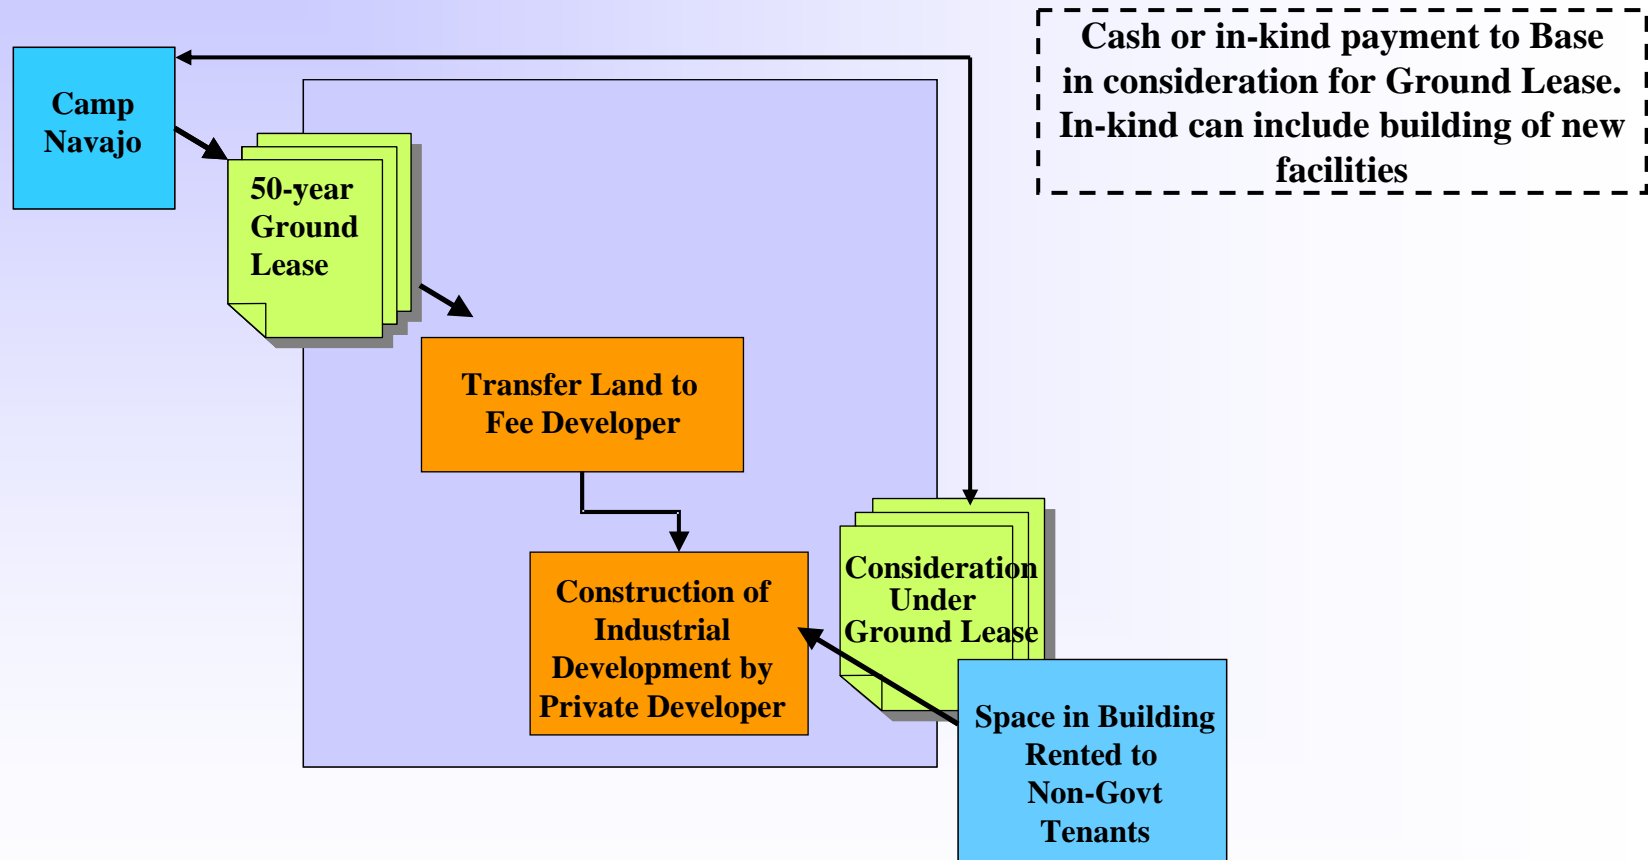 Cash or in-kind payment to Base
in consideration for Ground Lease.
In-kind can include building of new
facilities
Camp
Navajo
50-year
Ground
Lease
Transfer Land to
Fee Developer
Construction of
Industrial
Development by
Private Developer
Consideration
Under
Ground Lease
Space in Building
Rented to
Non-Govt
Tenants